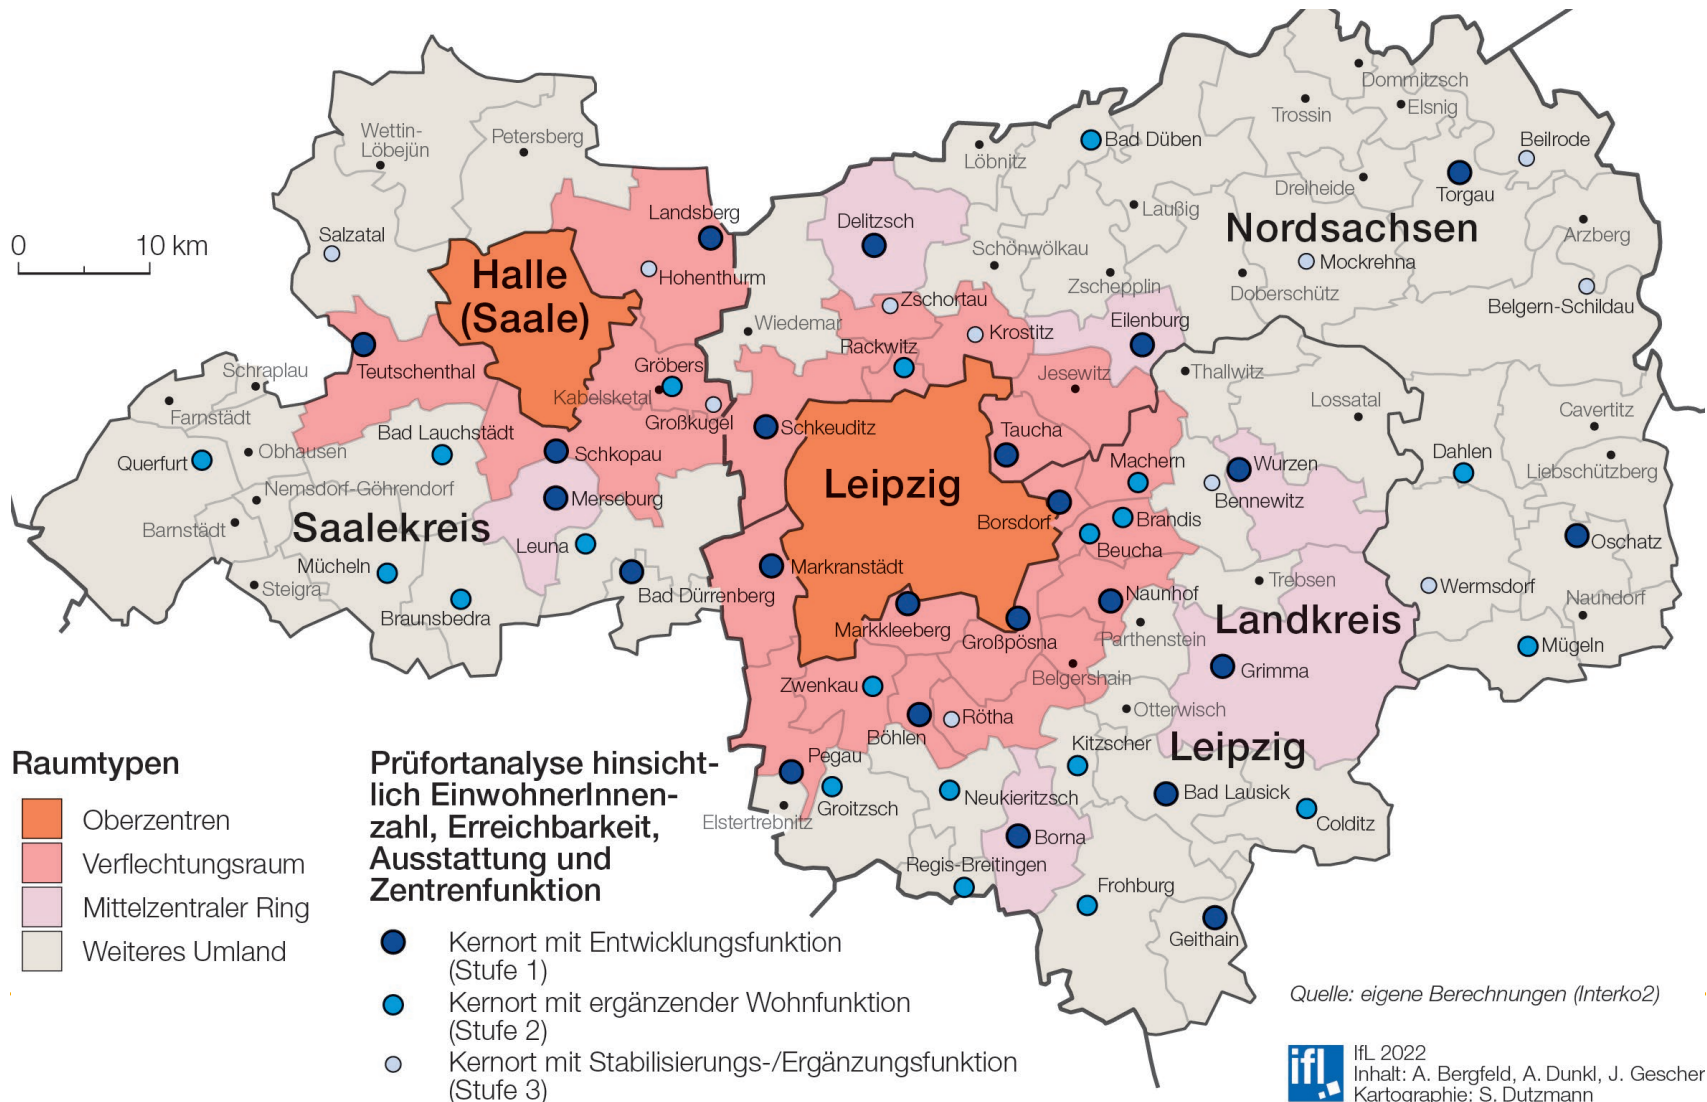 Dommitzsch
Elsnig
Trossin
Wettin-
Löbejün
Petersberg
Bad Düben
Beilrode
Löbnitz
Dreiheide
Torgau
Landsberg
Delitzsch
Laußig
Nordsachsen
Arzberg
Salzatal
0 10 km
Schönwölkau
Halle
(Saale)
Hohenthurm
Mockrehna
Zschepplin
Doberschütz
Zschortau
Belgern-Schildau
Wiedemar
Krostitz
Eilenburg
Rackwitz
Schraplau
Teutschenthal
Gröbers
Jesewitz
Thallwitz
Kabelsketal
Lossatal
Cavertitz
Farnstädt
Großkugel
Schkeuditz
Taucha
Bad Lauchstädt
Obhausen
Querfurt
Schkopau
Machern
Wurzen
Dahlen
Liebschützberg
Nemsdorf-Göhrendorf
Leipzig
Merseburg
Bennewitz
Barnstädt
Saalekreis
Borsdorf
Brandis
Leuna
Beucha
Oschatz
Mücheln
Markranstädt
Steigra
Bad Dürrenberg
Trebsen
Wermsdorf
Naunhof
Naundorf
Braunsbedra
Markkleeberg
Großpösna
Parthenstein
Landkreis
Mügeln
Belgershain
Grimma
Zwenkau
Rötha
Otterwisch
Böhlen
Kitzscher
Leipzig
Pegau
Groitzsch
Neukieritzsch
Bad Lausick
Elstertrebnitz
Colditz
Borna
Regis-Breitingen
Frohburg
Geithain
Raumtypen
Oberzentren
Verflechtungsraum
Mittelzentraler Ring
Weiteres Umland
Prüfortanalyse hinsicht-
lich EinwohnerInnen-
zahl, Erreichbarkeit,
Ausstattung und
Zentrenfunktion
Kernort mit Entwicklungsfunktion
(Stufe 1)
Kernort mit ergänzender Wohnfunktion
(Stufe 2)
Kernort mit Stabilisierungs-/Ergänzungsfunktion
(Stufe 3)
Quelle: eigene Berechnungen (Interko2)
ifl
IfL 2022
Inhalt: A. Bergfeld, A. Dunkl, J. Gescher
Kartographie: S. Dutzmann